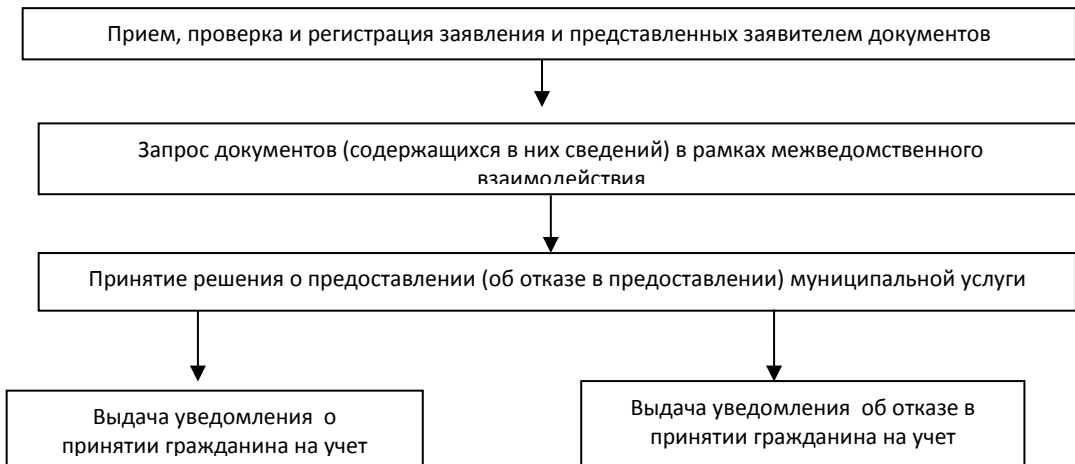 Прием, проверка и регистрация заявления и представленных заявителем документов
Запрос документов (содержащихся в них сведений) в рамках межведомственного
взаимодействия
Принятие решения о предоставлении (об отказе в предоставлении) муниципальной услуги
Выдача уведомления о
принятии гражданина на учет
Выдача уведомления об отказе в
принятии гражданина на учет